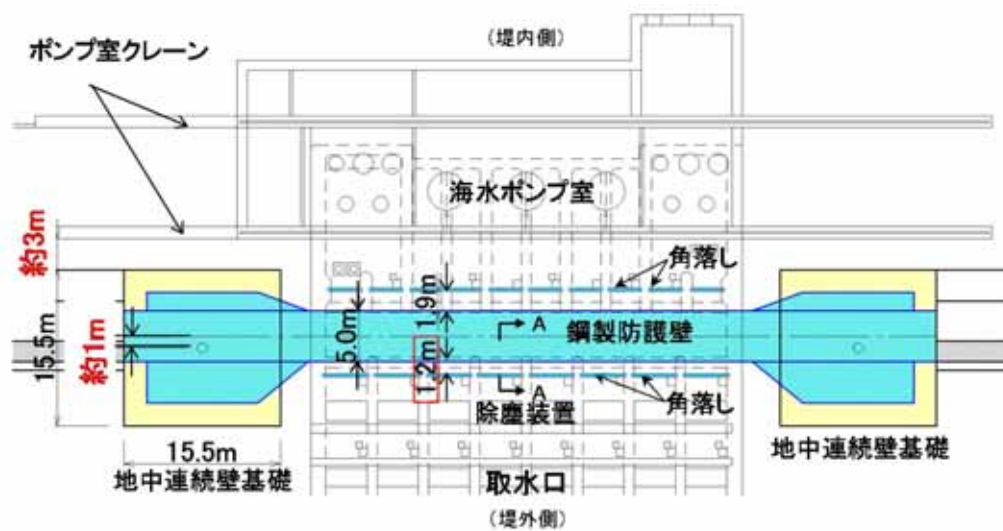 (堤内側)
ポンプ室クレーン
海水ポンプ室
約3m
角落し
1.9m
15.5m
約1m
5.0m
A
鋼製防護壁
1.2m
A
角落し
除塵装置
15.5m
地中連続壁基礎
地中連続壁基礎
取水口
(堤外側)